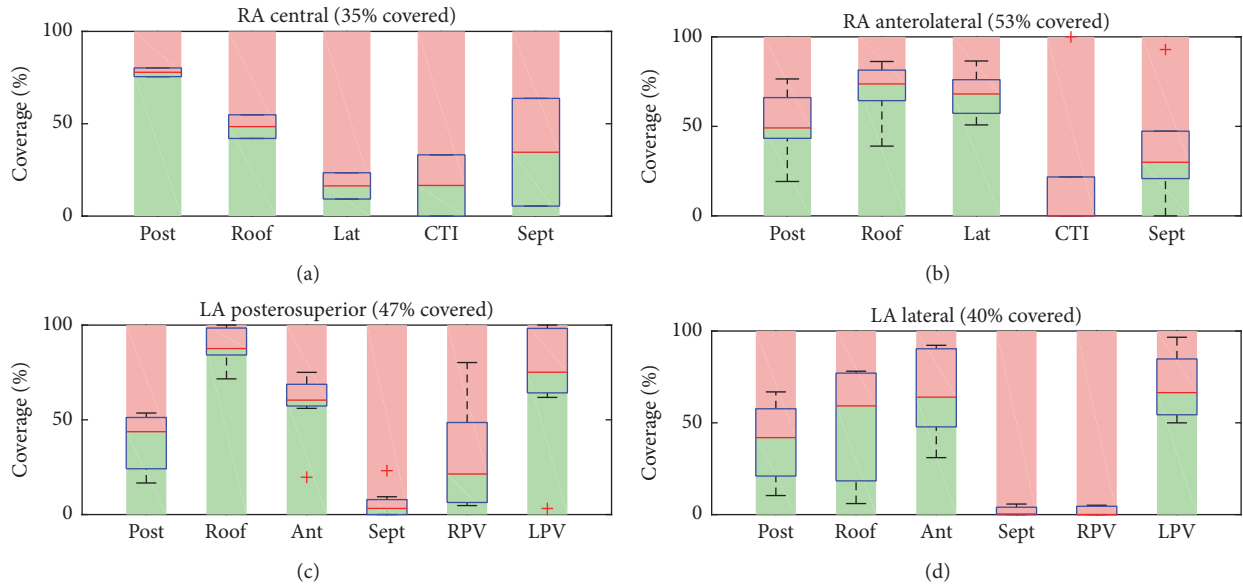 RA central (35% covered)
Coverage (%)
100
50
0
Post Roof Lat CTI Sept
(a)
RA anterolateral (53% covered)
Coverage (%)
100
50
0
Post Roof Lat CTI Sept
(b)
LA posterosuperior (47% covered)
Coverage (%)
100
50
0
Post Roof Ant Sept RPV LPV
(c)
LA lateral (40% covered)
Coverage (%)
100
50
0
Post Roof Ant Sept RPV LPV
(d)